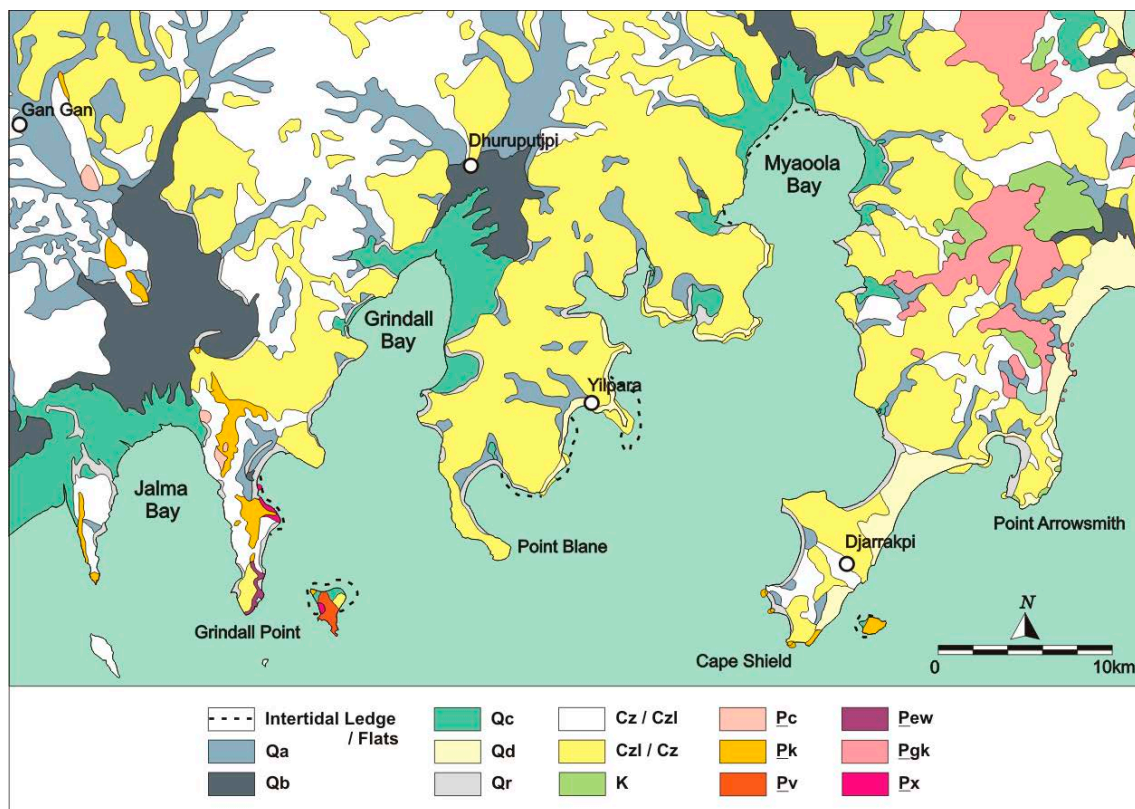 Gan Gan
Dhuruputjpi
Myaoola
Bay
Grindall
Bay
Yilpara
Jalma
Bay
Point Arrowsmith
Point Blane
Djarrakpi
Grindall Point
Cape Shield
N
0 10km
Intertidal Ledge
/ Flats
Qa
Qb
Qc
Qd
Qr
Cz / Czl
Czl / Cz
K
Pc
Pk
Pv
Pew
Pgk
Px